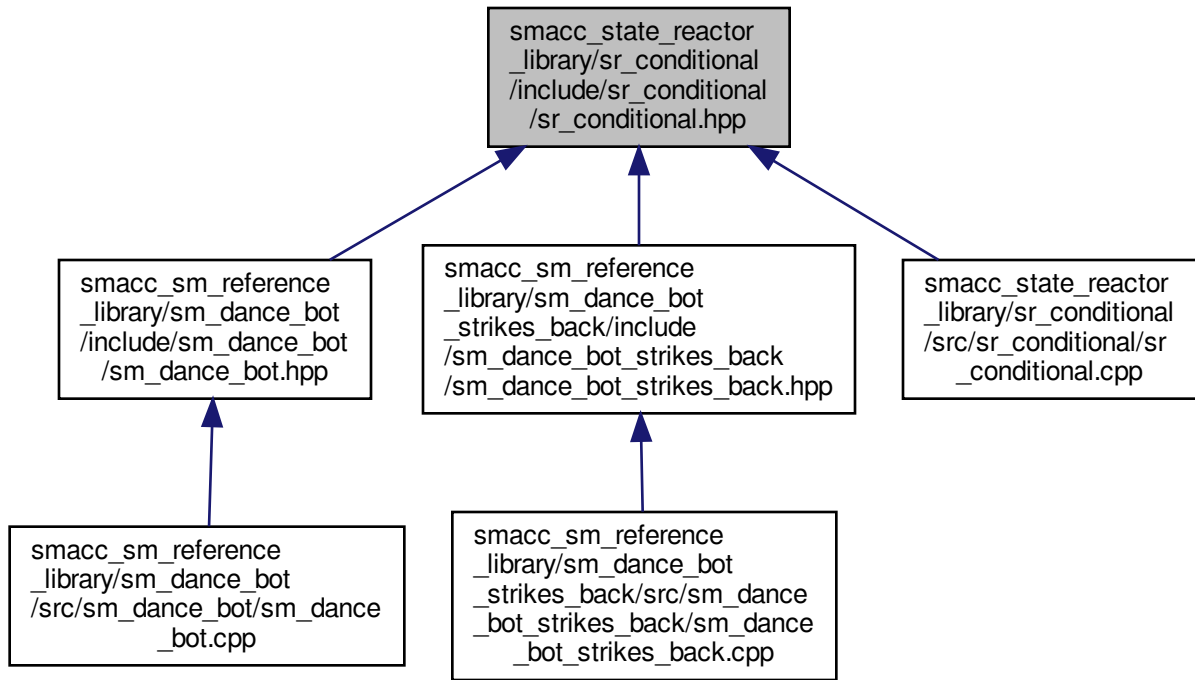 smacc_state_reactor
_library/sr_conditional
/include/sr_conditional
/sr_conditional.hpp
smacc_sm_reference
_library/sm_dance_bot
/include/sm_dance_bot
/sm_dance_bot.hpp
smacc_sm_reference
_library/sm_dance_bot
_strikes_back/include
/sm_dance_bot_strikes_back
/sm_dance_bot_strikes_back.hpp
smacc_state_reactor
_library/sr_conditional
/src/sr_conditional/sr
_conditional.cpp
smacc_sm_reference
_library/sm_dance_bot
/src/sm_dance_bot/sm_dance
_bot.cpp
smacc_sm_reference
_library/sm_dance_bot
_strikes_back/src/sm_dance
_bot_strikes_back/sm_dance
_bot_strikes_back.cpp